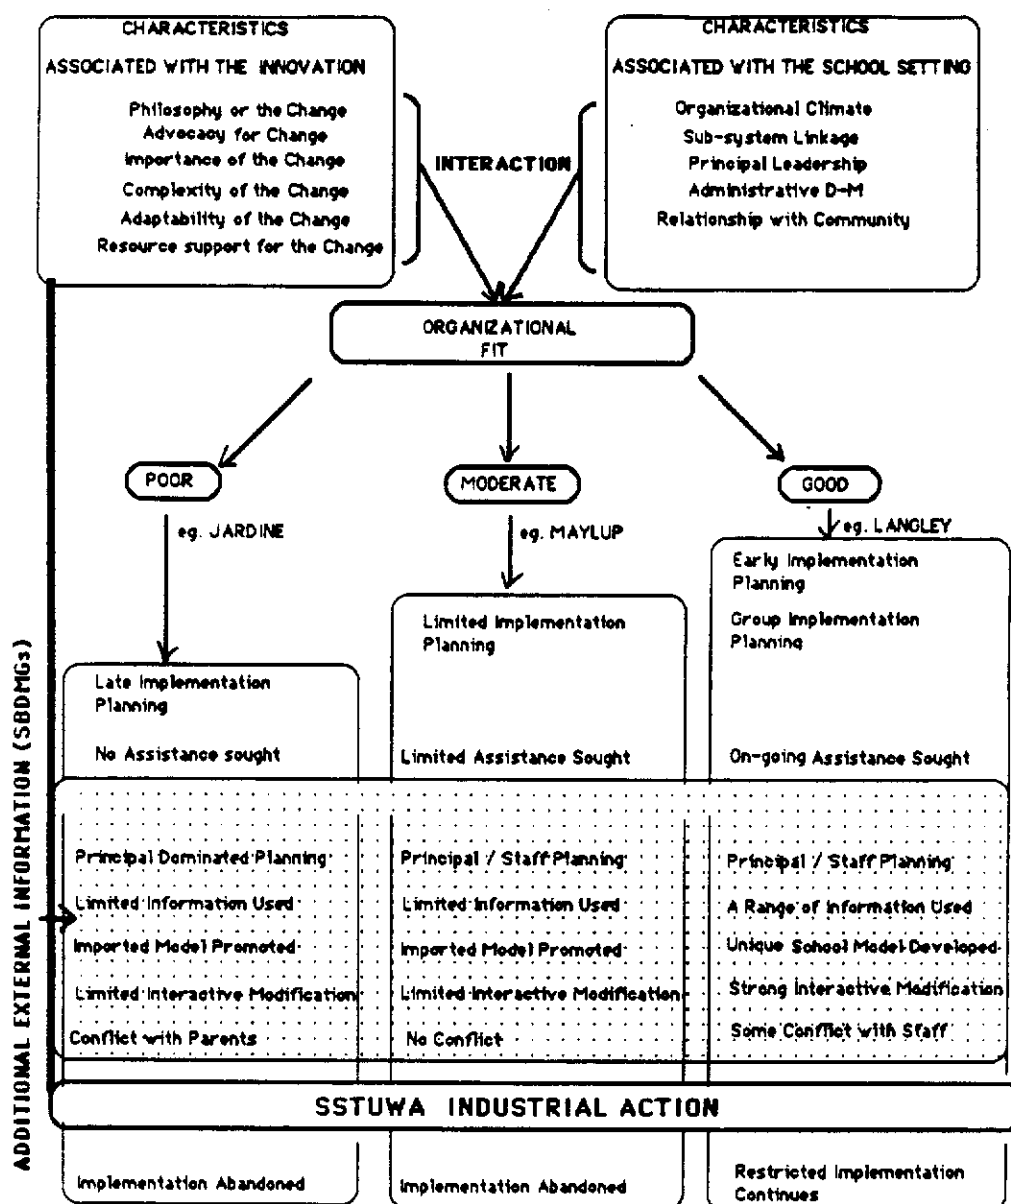 CHARACTERISTICS
ASSOCIATED WITH THE INNOVATION
Philosophy or the Change
Advocacy for Change
Importance of the Change
Complexity of the Change
Adaptability of the Change
Resource support for the Change
INTERACTION
CHARACTERISTICS
ASSOCIATED WITH THE SCHOOL SETTING
Organizational Climate
Sub-system Linkage
Principal Leadership
Administrative D-M
Relationship with Community
ORGANIZATIONAL
FIT
POOR
MODERATE
GOOD
eg. JARDINE
eg. MAYLUP
eg. LANGLEY
ADDITIONAL EXTERNAL INFORMATION (SBDMGs)
Late Implementation
Planning
No Assistance sought
Principal Dominated Planning
Limited Information Used
Imported Model Promoted
Limited Interactive Modification
Conflict with Parents
Limited Implementation
Planning
Limited Assistance Sought
Principal / Staff Planning
Limited Information Used
Imported Model Promoted
Limited Interactive Modification
No Conflict
Early Implementation
Planning
Group Implementation
Planning
On-going Assistance Sought
Principal / Staff Planning
A Range of Information Used
Unique School Model Developed
Strong Interactive Modification
Some Conflict with Staff
SSTUWA INDUSTRIAL ACTION
Implementation Abandoned
Implementation Abandoned
Restricted Implementation
Continues